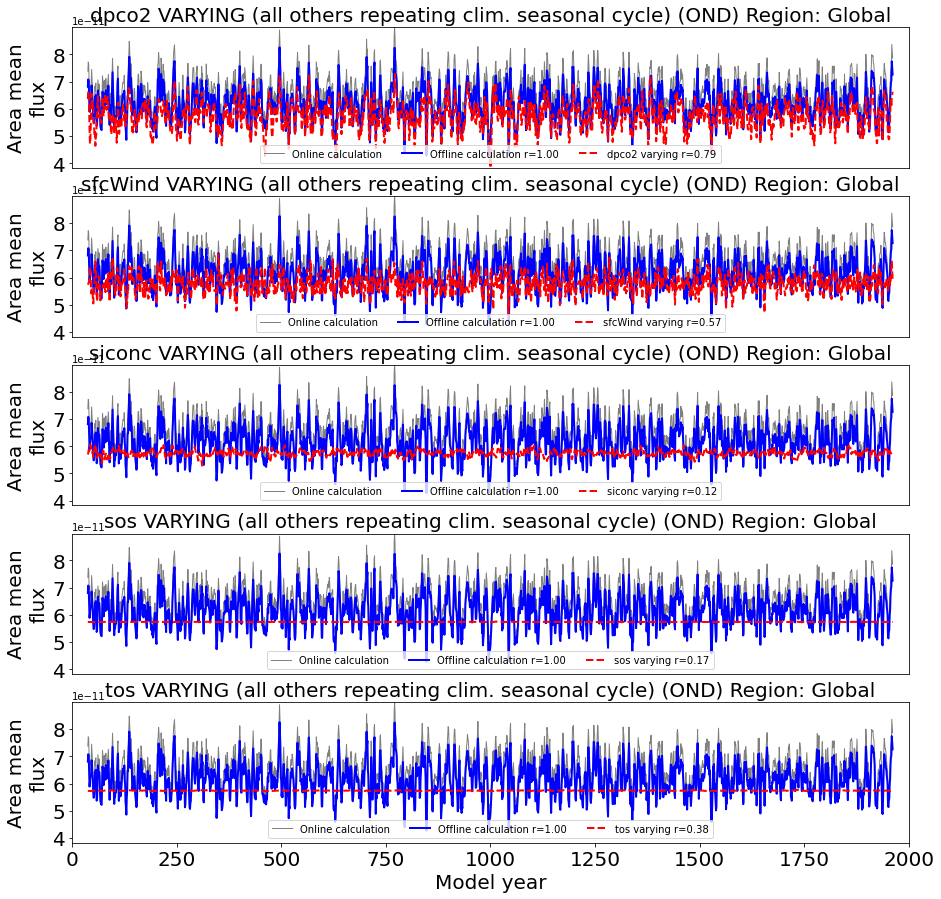 dpco2 VARYING (all others repeating clim. seasonal cycle) (OND) Region: Global
1e−11
8
7
6
5
4
Area mean
flux
Online calculation Offline calculation r=1.00 dpco2 varying r=0.79
sfcWind VARYING (all others repeating clim. seasonal cycle) (OND) Region: Global
1e−11
8
7
6
5
4
Area mean
flux
Online calculation Offline calculation r=1.00 sfcWind varying r=0.57
siconc VARYING (all others repeating clim. seasonal cycle) (OND) Region: Global
1e−11
8
7
6
5
4
Area mean
flux
Online calculation Offline calculation r=1.00 siconc varying r=0.12
sos VARYING (all others repeating clim. seasonal cycle) (OND) Region: Global
1e−11
8
7
6
5
4
Area mean
flux
Online calculation Offline calculation r=1.00 sos varying r=0.17
tos VARYING (all others repeating clim. seasonal cycle) (OND) Region: Global
1e−11
8
7
6
5
4
Area mean
flux
Online calculation Offline calculation r=1.00 tos varying r=0.38
0 250 500 750 1000 1250 1500 1750 2000
Model year